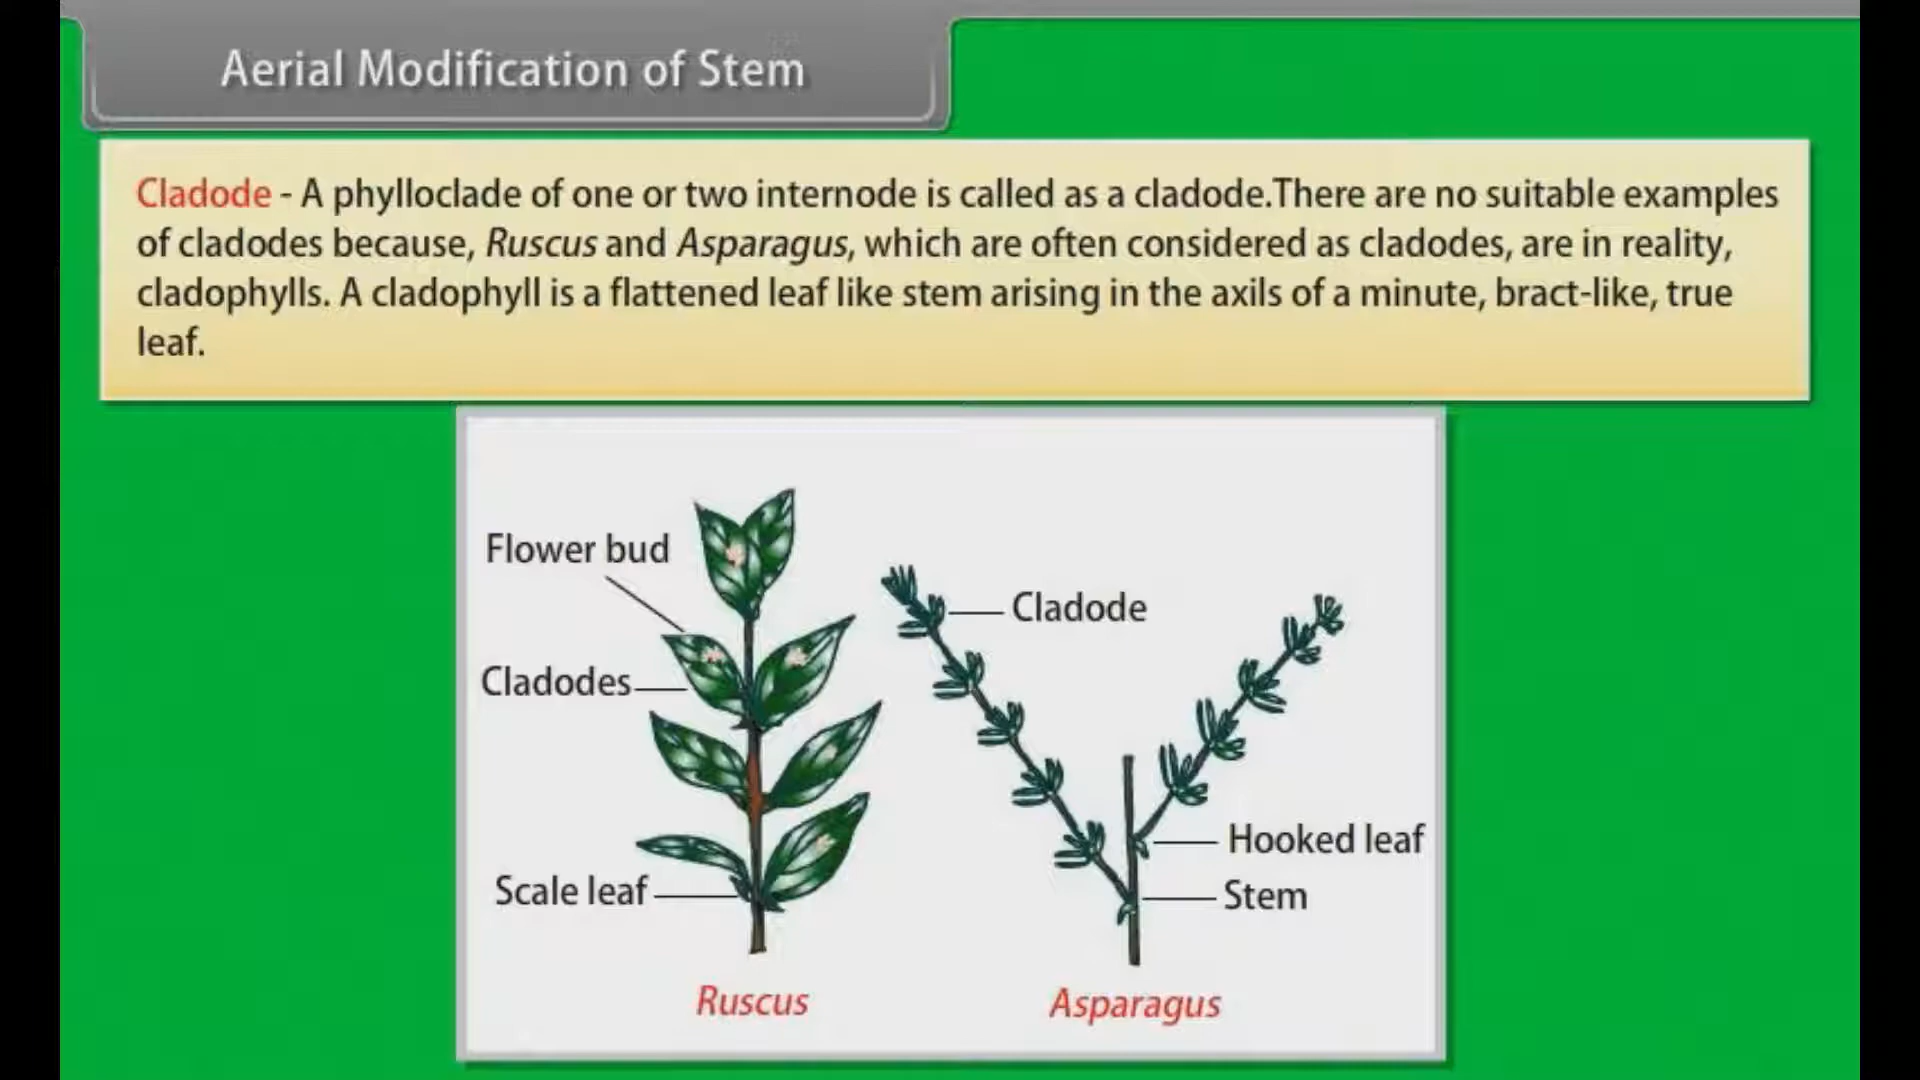 Aerial Modification of Stem
Cladode - A phylloclade of one or two internode is called as a cladode.There are no suitable examples
of cladodes because, Ruscus and Asparagus, which are often considered as cladodes, are in reality,
cladophylls. A cladophyll is a flattened leaf like stem arising in the axils of a minute, bract-like, true
leaf.
Flower bud
Cladode
Cladodes
Hooked leaf
Scale leaf
Stem
Ruscus
Asparagus